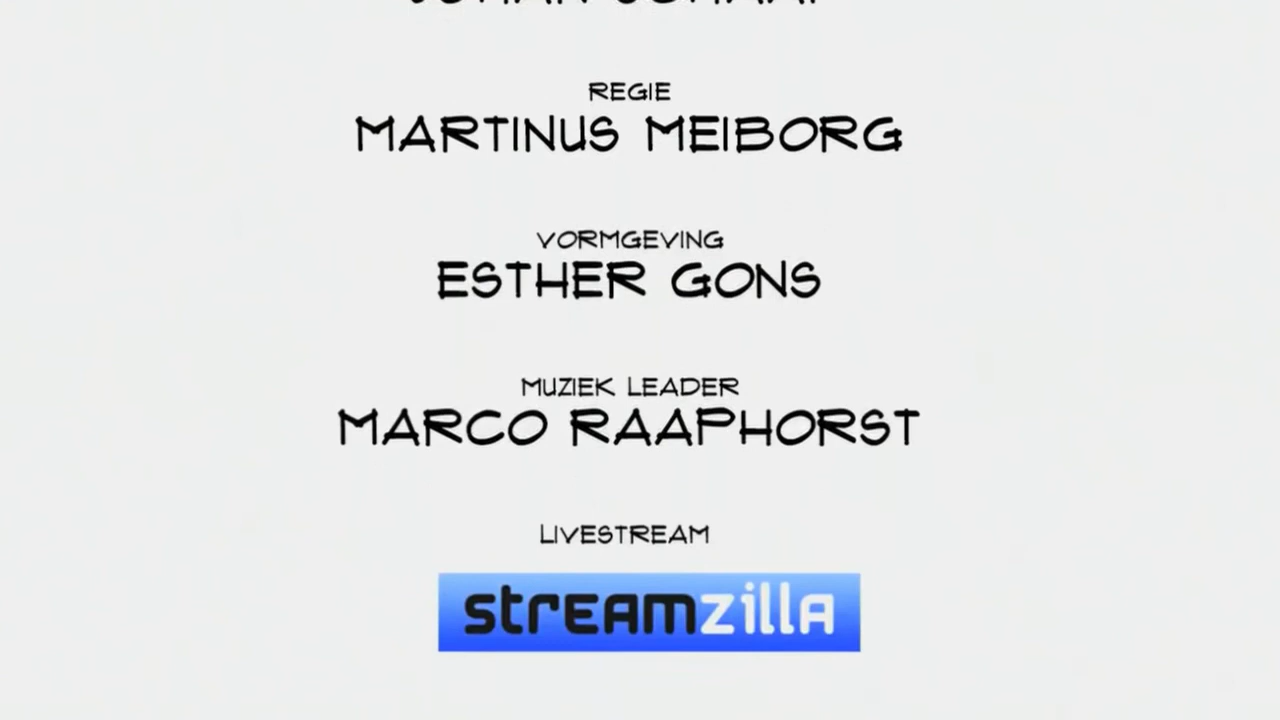 REGIE
MARTINUS MEIBORG
VORMGEVING
ESTHER GONS
MUZIEK LEADER
MARCO RAAPHORST
LIVESTREAM
streamzilla